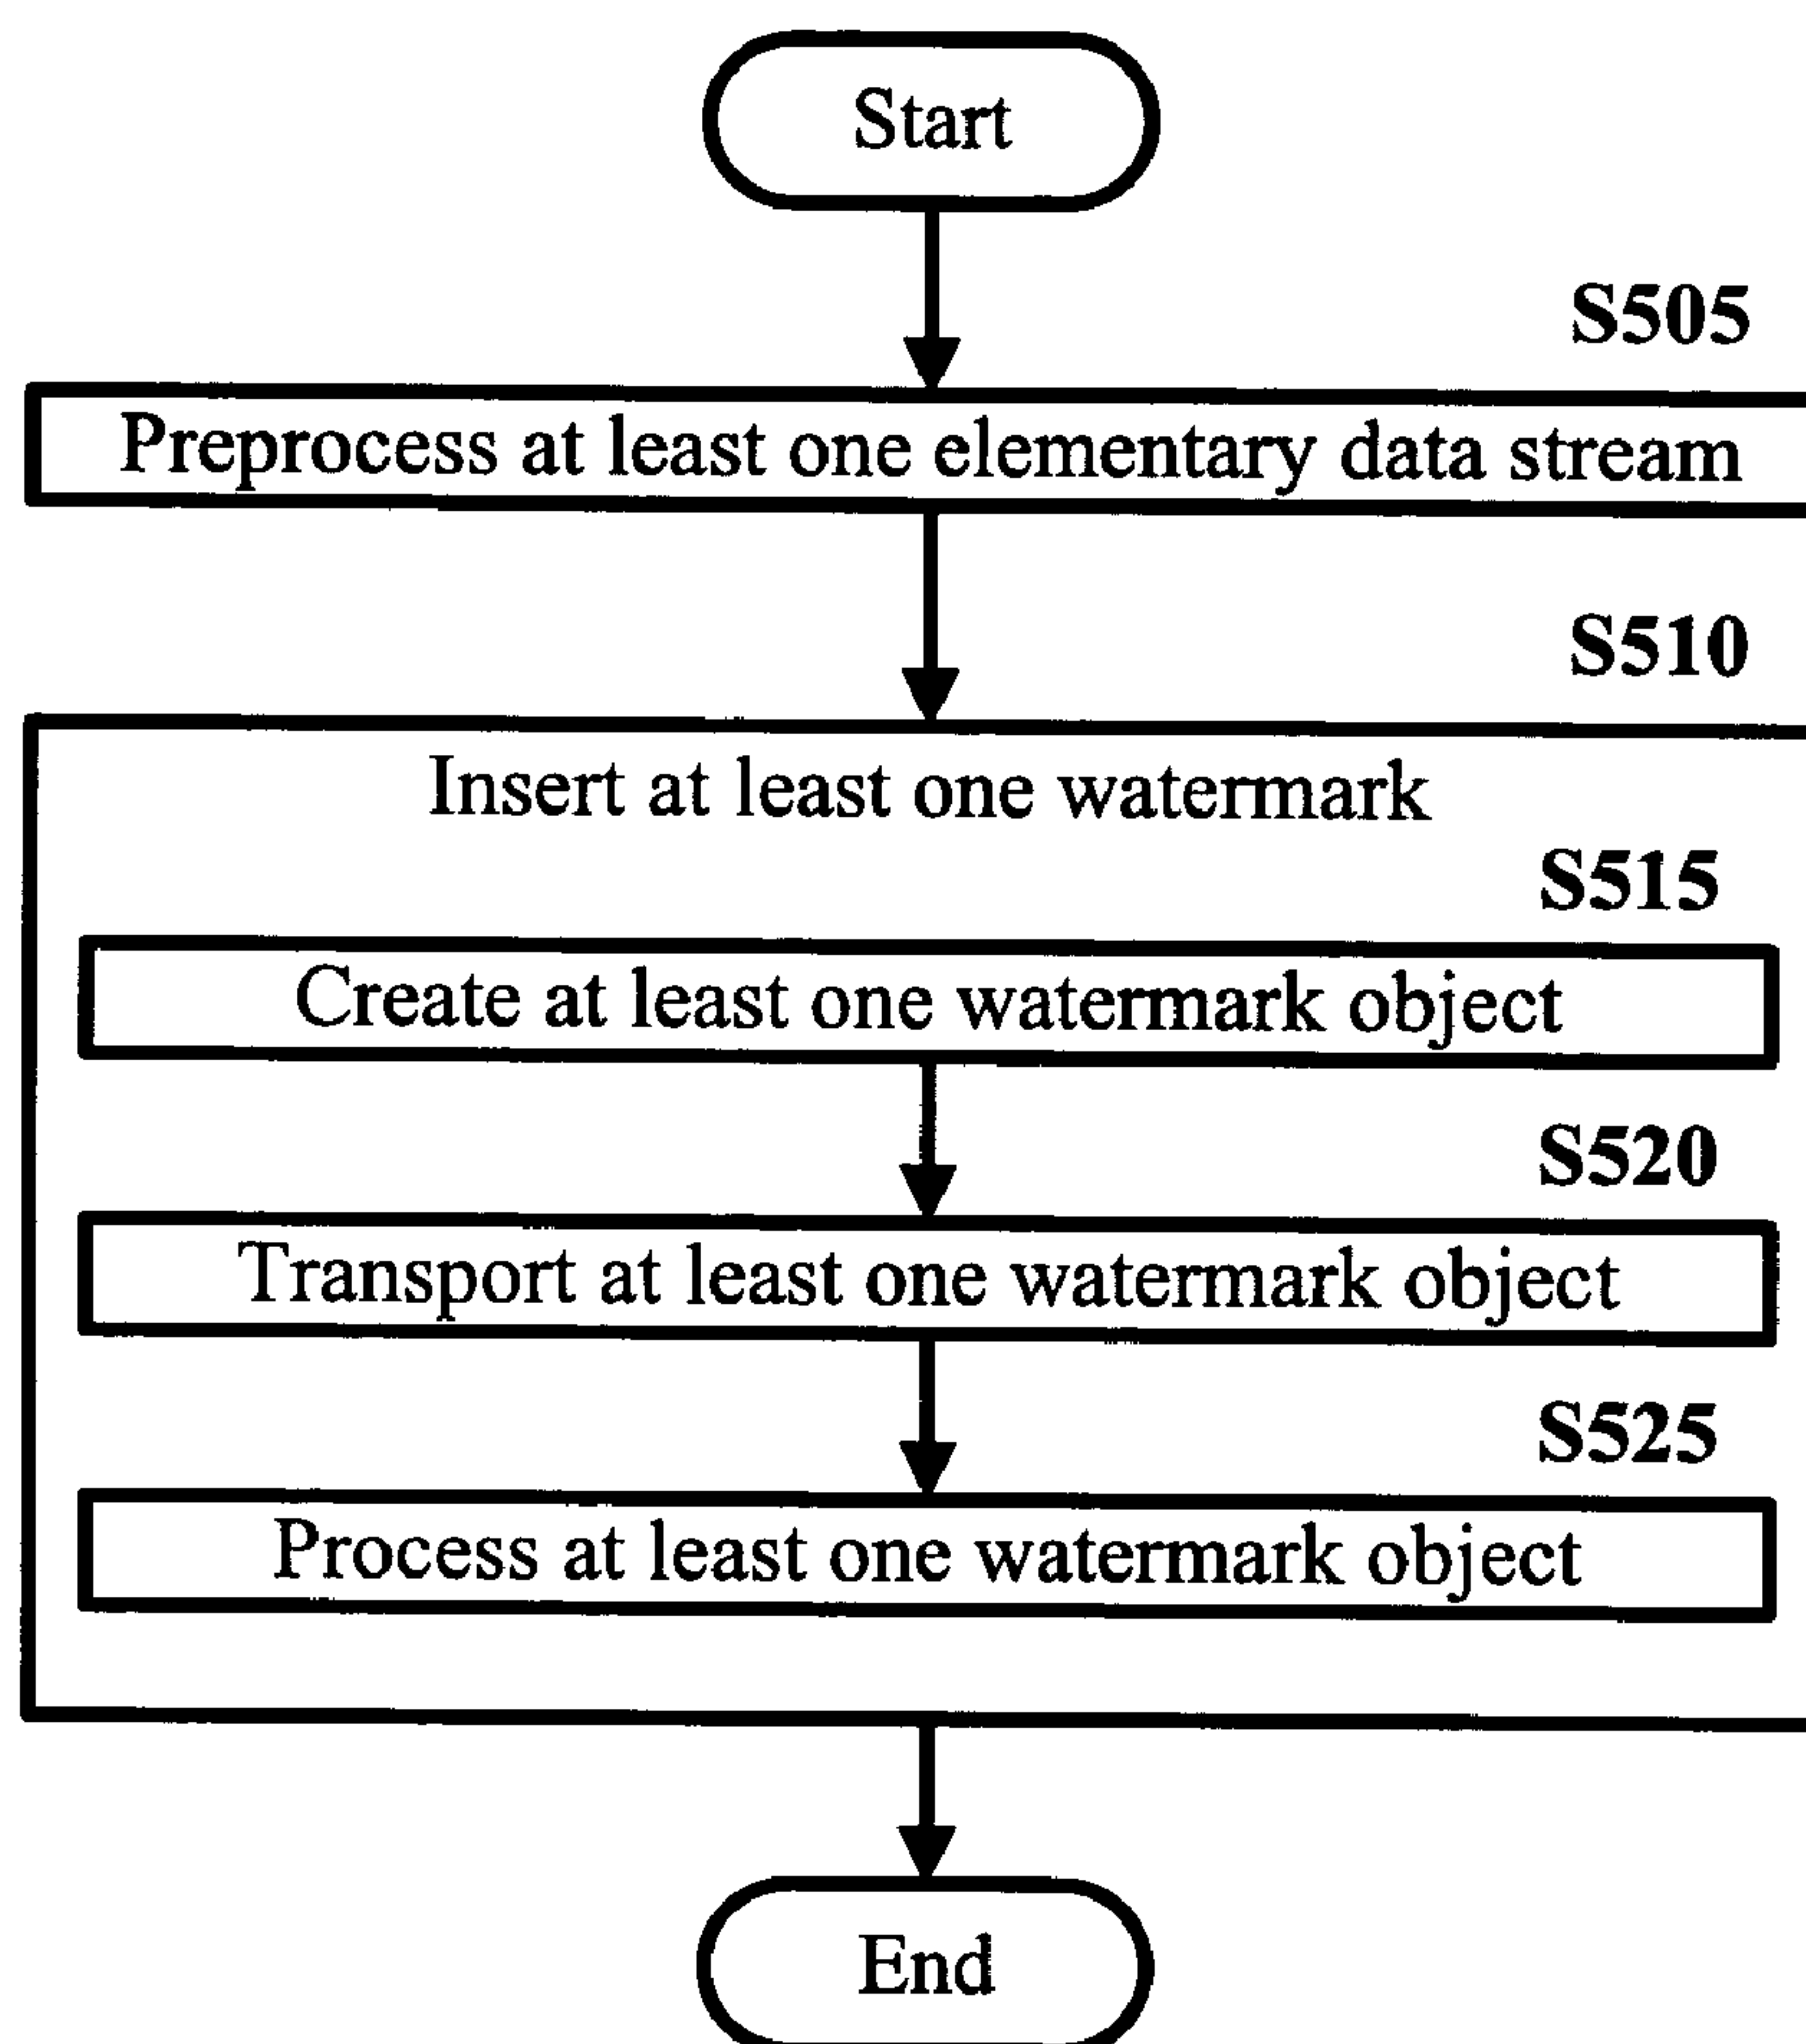 Start
S505
Preprocess at least one elementary data stream
S510
Insert at least one watermark
S515
Create at least one watermark object
S520
Transport at least one watermark object
S525
Process at least one watermark object
End